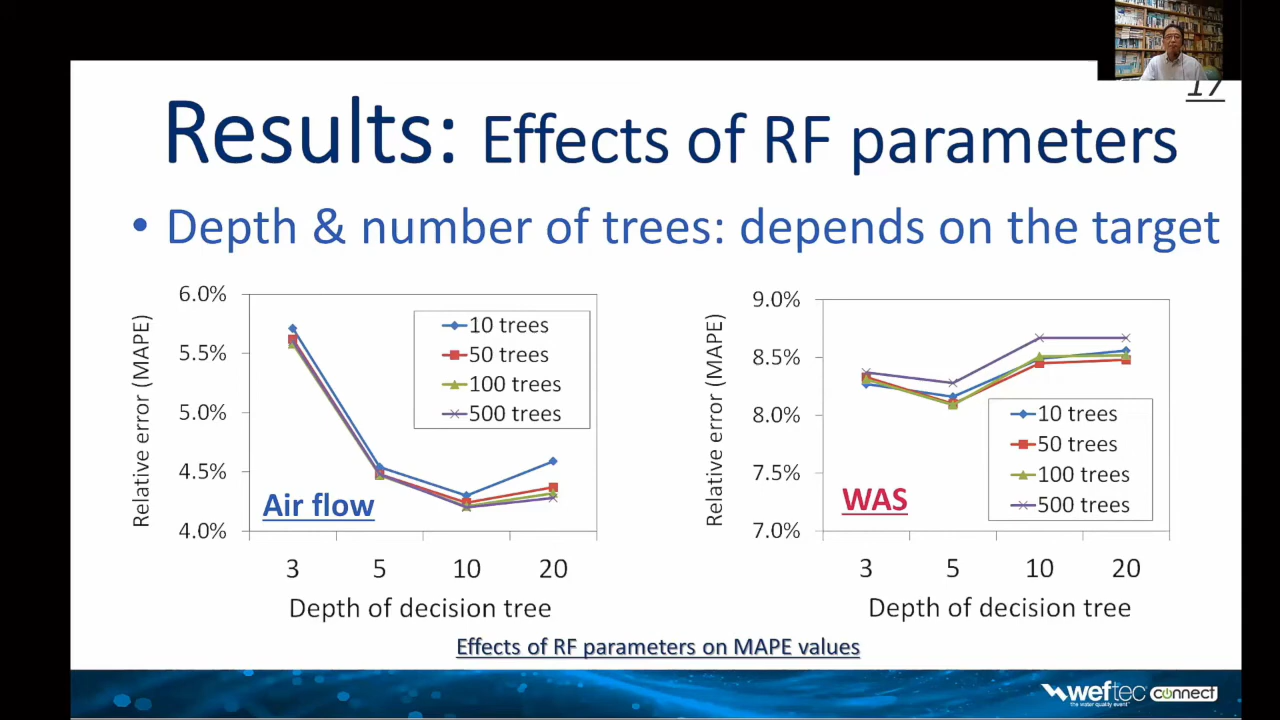 17
Results: Effects of RF parameters
• Depth & number of trees: depends on the target
6.0%
5.5%
5.0%
4.5%
4.0%
Relative error (MAPE)
10 trees
50 trees
100 trees
500 trees
Air flow
3 5 10 20
Depth of decision tree
9.0%
8.5%
8.0%
7.5%
7.0%
Relative error (MAPE)
10 trees
50 trees
100 trees
500 trees
WAS
3 5 10 20
Depth of decision tree
Effects of RF parameters on MAPE values
weftec connect
the water quality event™